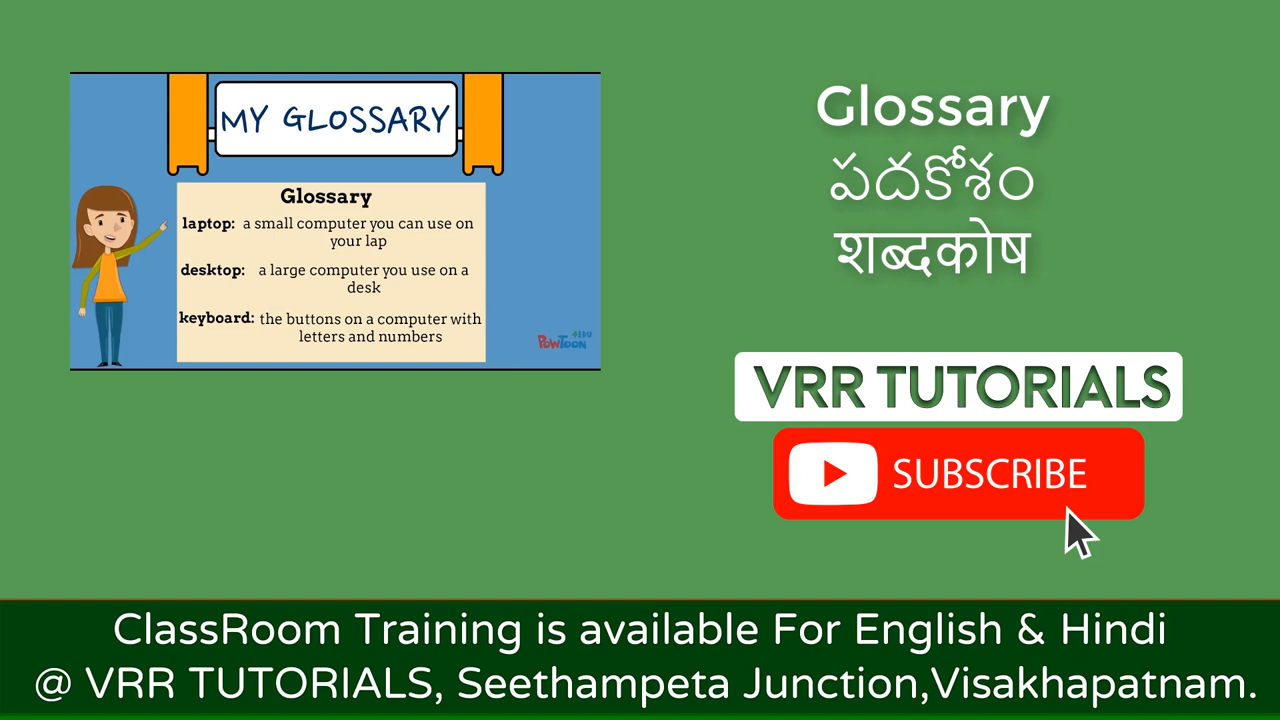 MY GLOSSARY
Glossary
laptop: a small computer you can use on
your lap
desktop: a large computer you use on a
desk
keyboard: the buttons on a computer with
letters and numbers
POWTOON
4EDU
Glossary
పదకోశం
शब्दकोष
VRR TUTORIALS
SUBSCRIBE
ClassRoom Training is available For English & Hindi
@ VRR TUTORIALS, Seethampeta Junction,Visakhapatnam.